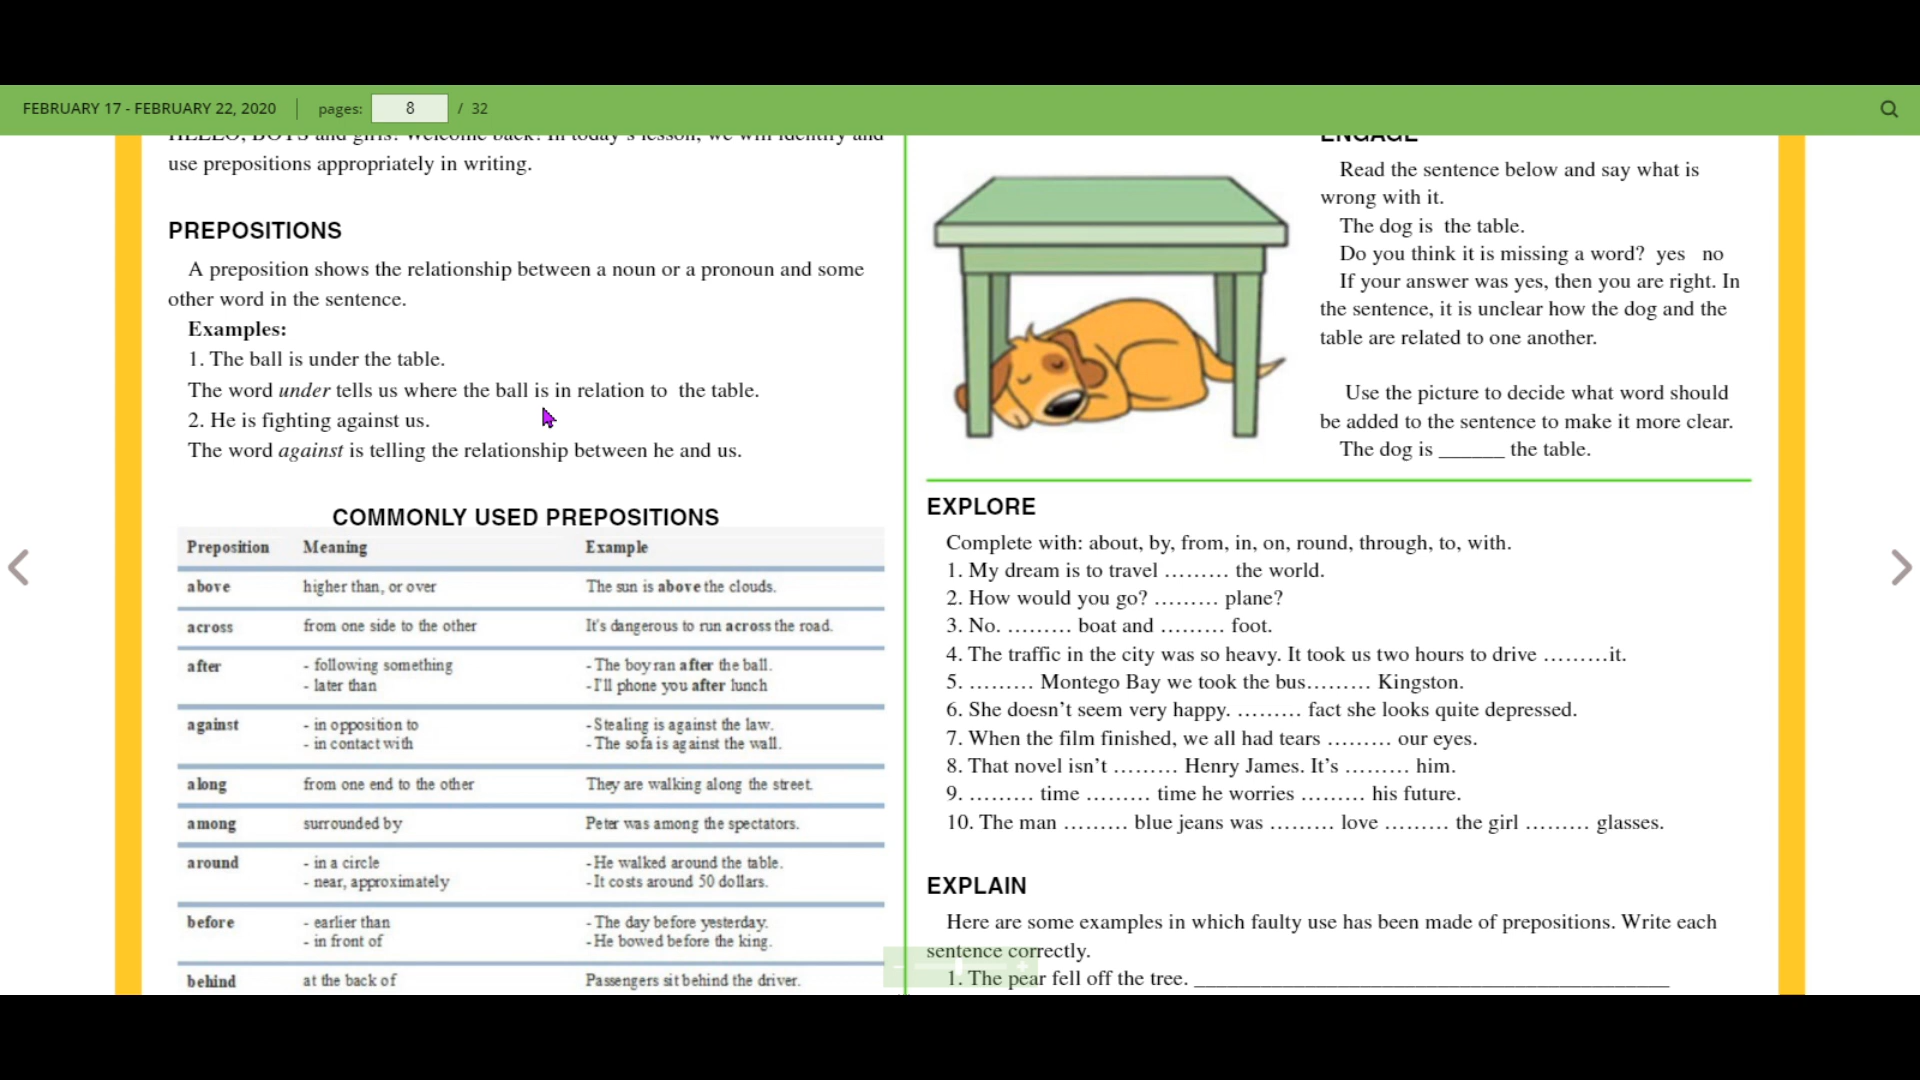 FEBRUARY 17 - FEBRUARY 22, 2020
pages: 8 / 32
HELLO, BOYS and girls! Welcome back! In today's lesson, we will identify and
use prepositions appropriately in writing.
PREPOSITIONS
A preposition shows the relationship between a noun or a pronoun and some
other word in the sentence.
Examples:
1. The ball is under the table.
The word under tells us where the ball is in relation to the table.
2. He is fighting against us.
The word against is telling the relationship between he and us.
COMMONLY USED PREPOSITIONS
Preposition Meaning Example
above higher than, or over The sun is above the clouds.
across from one side to the other It's dangerous to run across the road.
after - following something - The boy ran after the ball.
- later than - I'll phone you after lunch
against - in opposition to - Stealing is against the law.
- in contact with - The sofa is against the wall.
along from one end to the other They are walking along the street.
among surrounded by Peter was among the spectators.
around - in a circle - He walked around the table.
- near, approximately - It costs around 50 dollars.
before - earlier than - The day before yesterday.
- in front of - He bowed before the king.
behind at the back of Passengers sit behind the driver.
ENGAGE
Read the sentence below and say what is
wrong with it.
The dog is the table.
Do you think it is missing a word? yes no
If your answer was yes, then you are right. In
the sentence, it is unclear how the dog and the
table are related to one another.
Use the picture to decide what word should
be added to the sentence to make it more clear.
The dog is ______ the table.
EXPLORE
Complete with: about, by, from, in, on, round, through, to, with.
1. My dream is to travel ……… the world.
2. How would you go? ……… plane?
3. No. ……… boat and ……… foot.
4. The traffic in the city was so heavy. It took us two hours to drive ………it.
5. ……… Montego Bay we took the bus……… Kingston.
6. She doesn’t seem very happy. ……… fact she looks quite depressed.
7. When the film finished, we all had tears ……… our eyes.
8. That novel isn’t ……… Henry James. It’s ……… him.
9. ……… time ……… time he worries ……… his future.
10. The man ……… blue jeans was ……… love ……… the girl ……… glasses.
EXPLAIN
Here are some examples in which faulty use has been made of prepositions. Write each
sentence correctly.
1. The pear fell off the tree. ___________________________________________